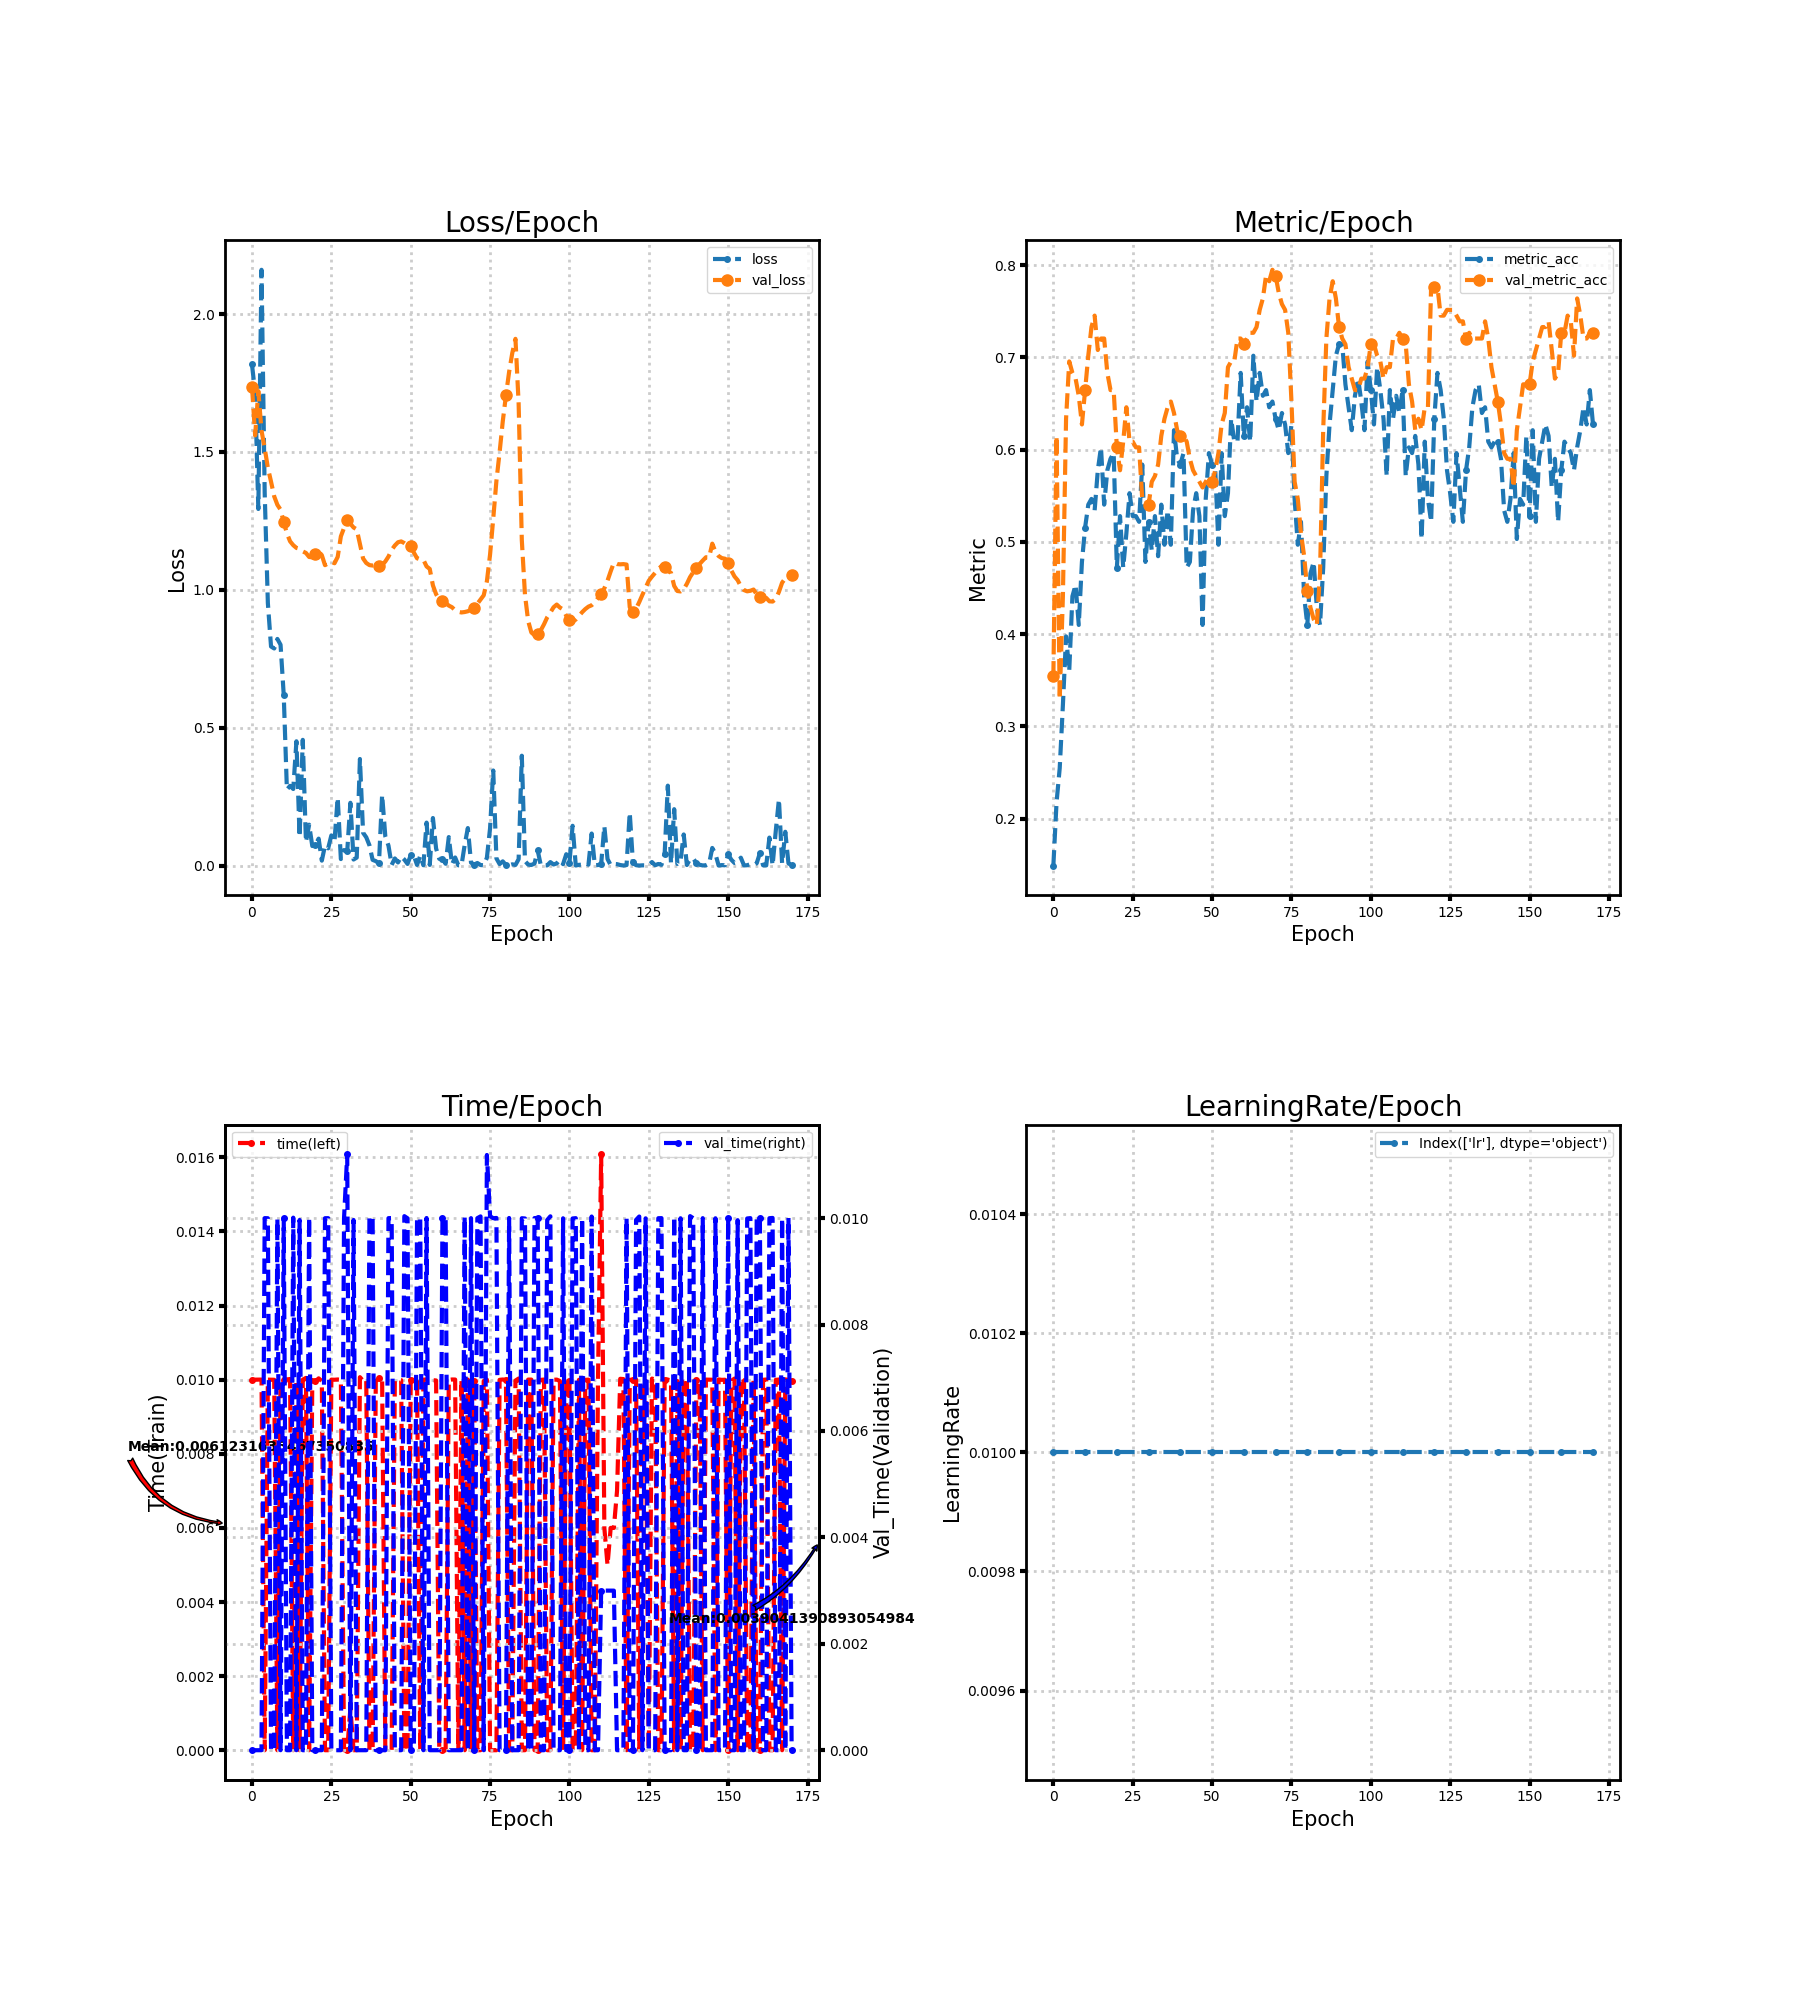 Loss/Epoch
loss
val_loss
2.0
1.5
1.0
0.5
0.0
Loss
0 25 50 75 100 125 150 175
Epoch
Metric/Epoch
metric_acc
val_metric_acc
0.8
0.7
0.6
0.5
0.4
0.3
0.2
Metric
0 25 50 75 100 125 150 175
Epoch
Time/Epoch
time(left)
val_time(right)
0.016
0.014
0.012
0.010
0.008
0.006
0.004
0.002
0.000
Time(Train)
0.010
0.008
0.006
0.004
0.002
0.000
Val_Time(Validation)
Mean:0.0039041390893054984
0 25 50 75 100 125 150 175
Epoch
LearningRate/Epoch
Index(['lr'], dtype='object')
0.0104
0.0102
0.0100
0.0098
0.0096
LearningRate
0 25 50 75 100 125 150 175
Epoch